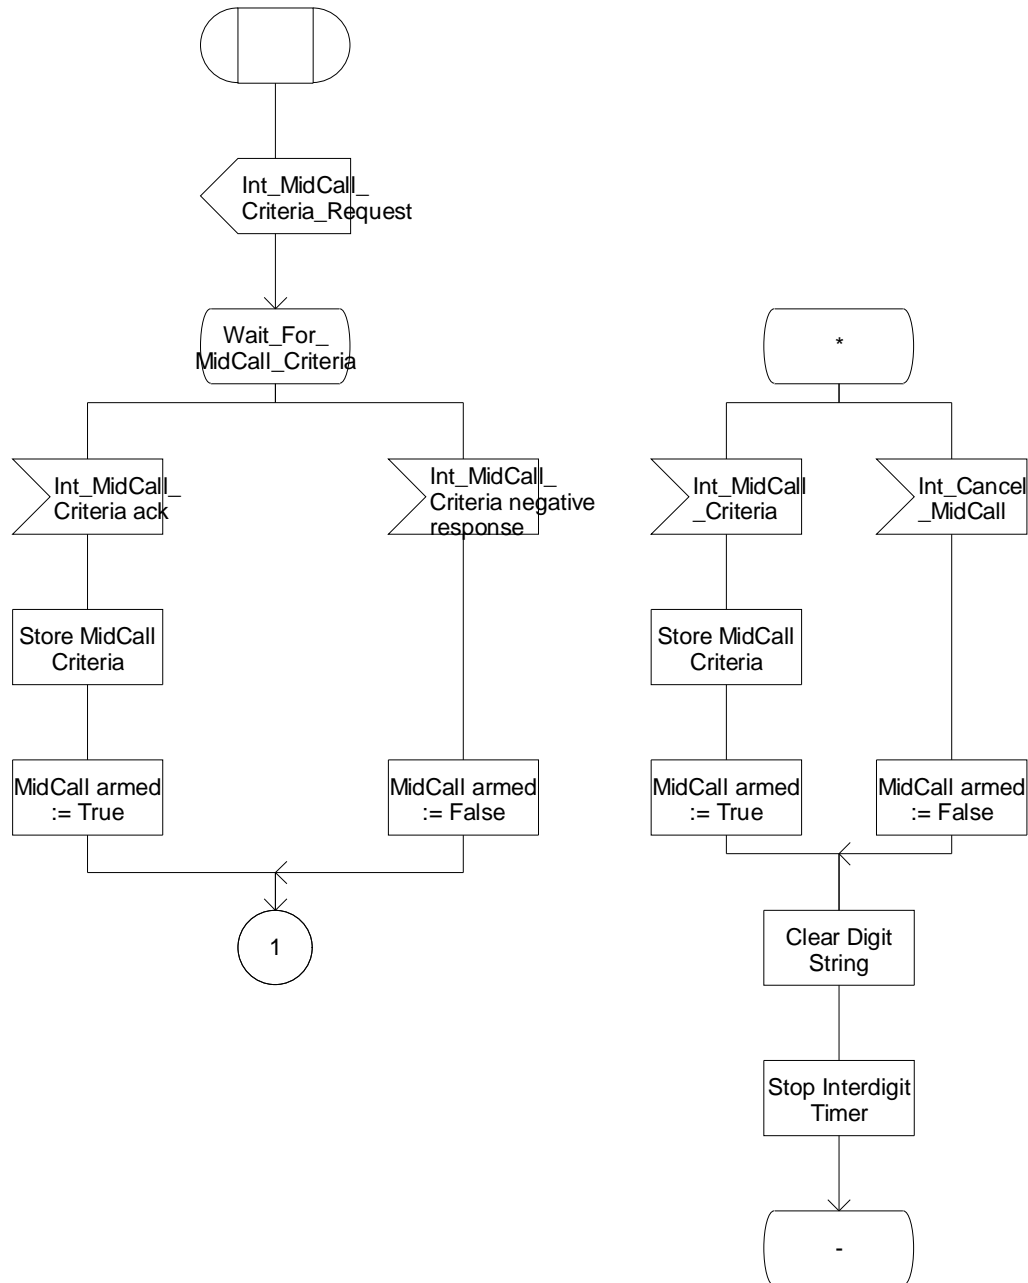 Int_MidCall_
Criteria_Request
Wait_For_
MidCall_Criteria
*
Int_MidCall_
Criteria ack
Int_MidCall_
Criteria negative
response
Int_MidCall
_Criteria
Int_Cancel
_MidCall
Store MidCall
Criteria
Store MidCall
Criteria
MidCall armed
:= True
MidCall armed
:= False
MidCall armed
:= True
MidCall armed
:= False
1
Clear Digit
String
Stop Interdigit
Timer
-